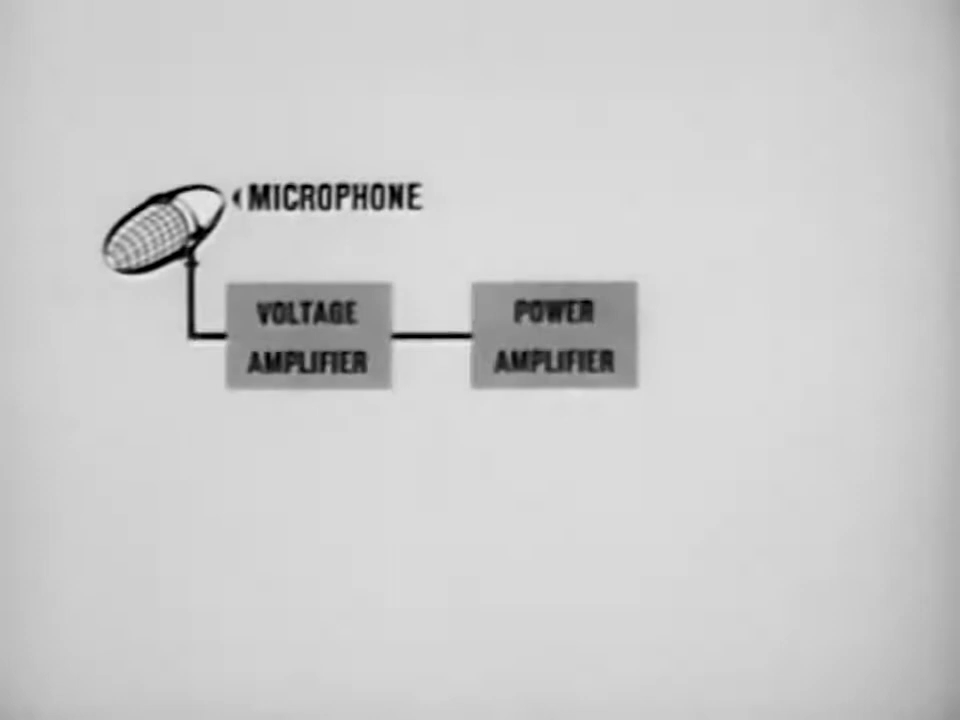 MICROPHONE
VOLTAGE
AMPLIFIER
POWER
AMPLIFIER